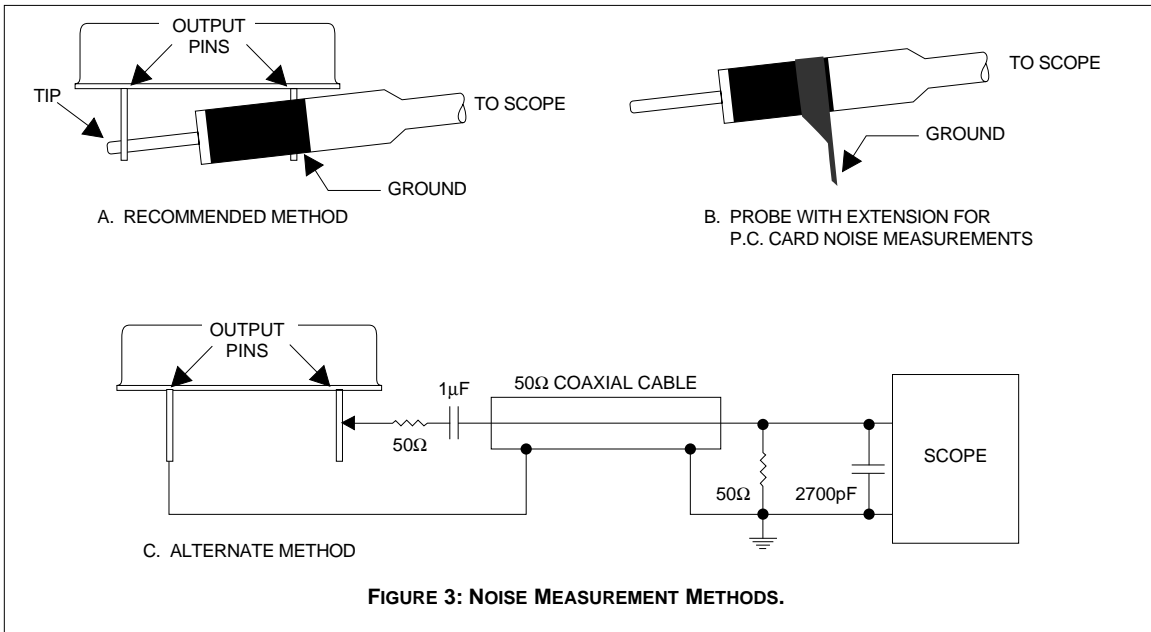 OUTPUT
PINS
TIP
TO SCOPE
GROUND
A. RECOMMENDED METHOD
TO SCOPE
GROUND
B. PROBE WITH EXTENSION FOR
P.C. CARD NOISE MEASUREMENTS
OUTPUT
PINS
1μF
50Ω COAXIAL CABLE
50Ω
50Ω
2700pF
SCOPE
C. ALTERNATE METHOD
FIGURE 3: NOISE MEASUREMENT METHODS.